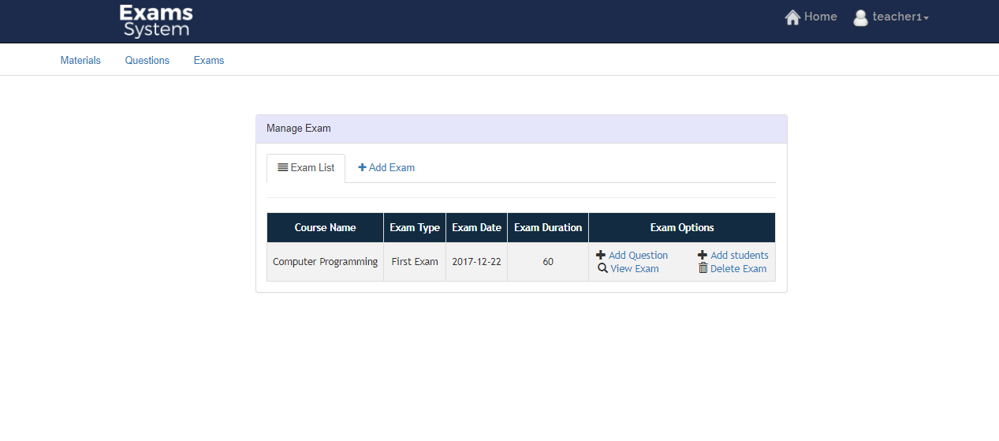 Exams
System
Home
teacher1
Materials Questions Exams
Manage Exam
Exam List Add Exam
Course Name Exam Type Exam Date Exam Duration Exam Options
Computer Programming First Exam 2017-12-22 60 Add Question Add students
View Exam Delete Exam